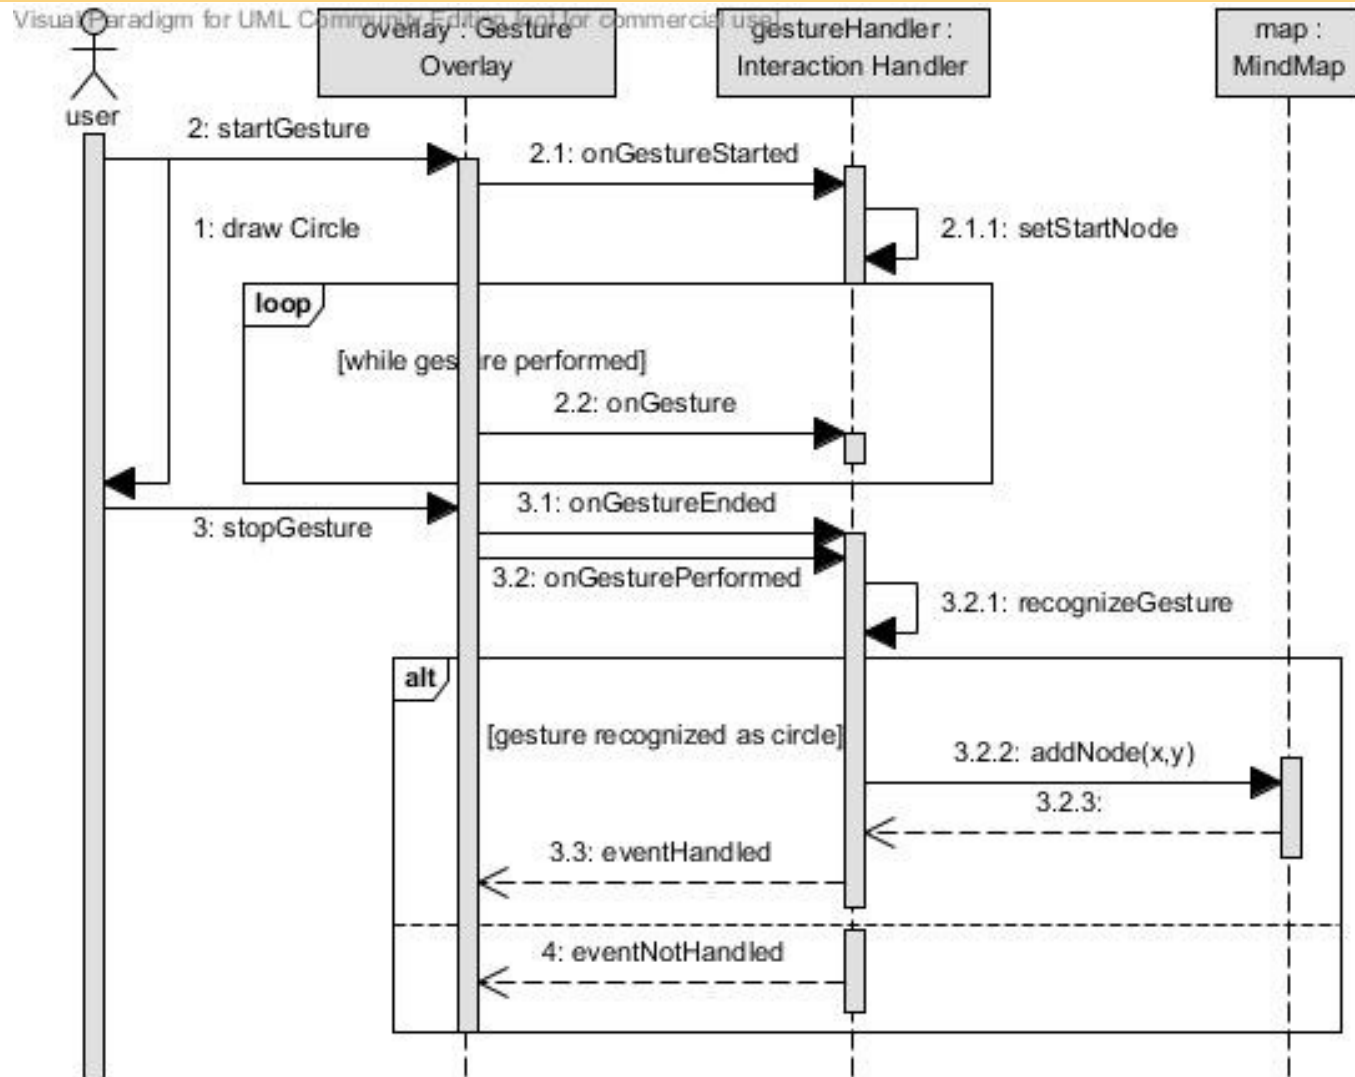 Visual Paradigm for UML Community Edition [not for commercial use]
overlay : Gesture
Overlay
gestureHandler :
Interaction Handler
map :
MindMap
user
2: startGesture
2.1: onGestureStarted
1: draw Circle
2.1.1: setStartNode
loop
[while gesture performed]
2.2: onGesture
3.1: onGestureEnded
3: stopGesture
3.2: onGesturePerformed
3.2.1: recognizeGesture
alt
[gesture recognized as circle]
3.2.2: addNode(x,y)
3.2.3:
3.3: eventHandled
4: eventNotHandled